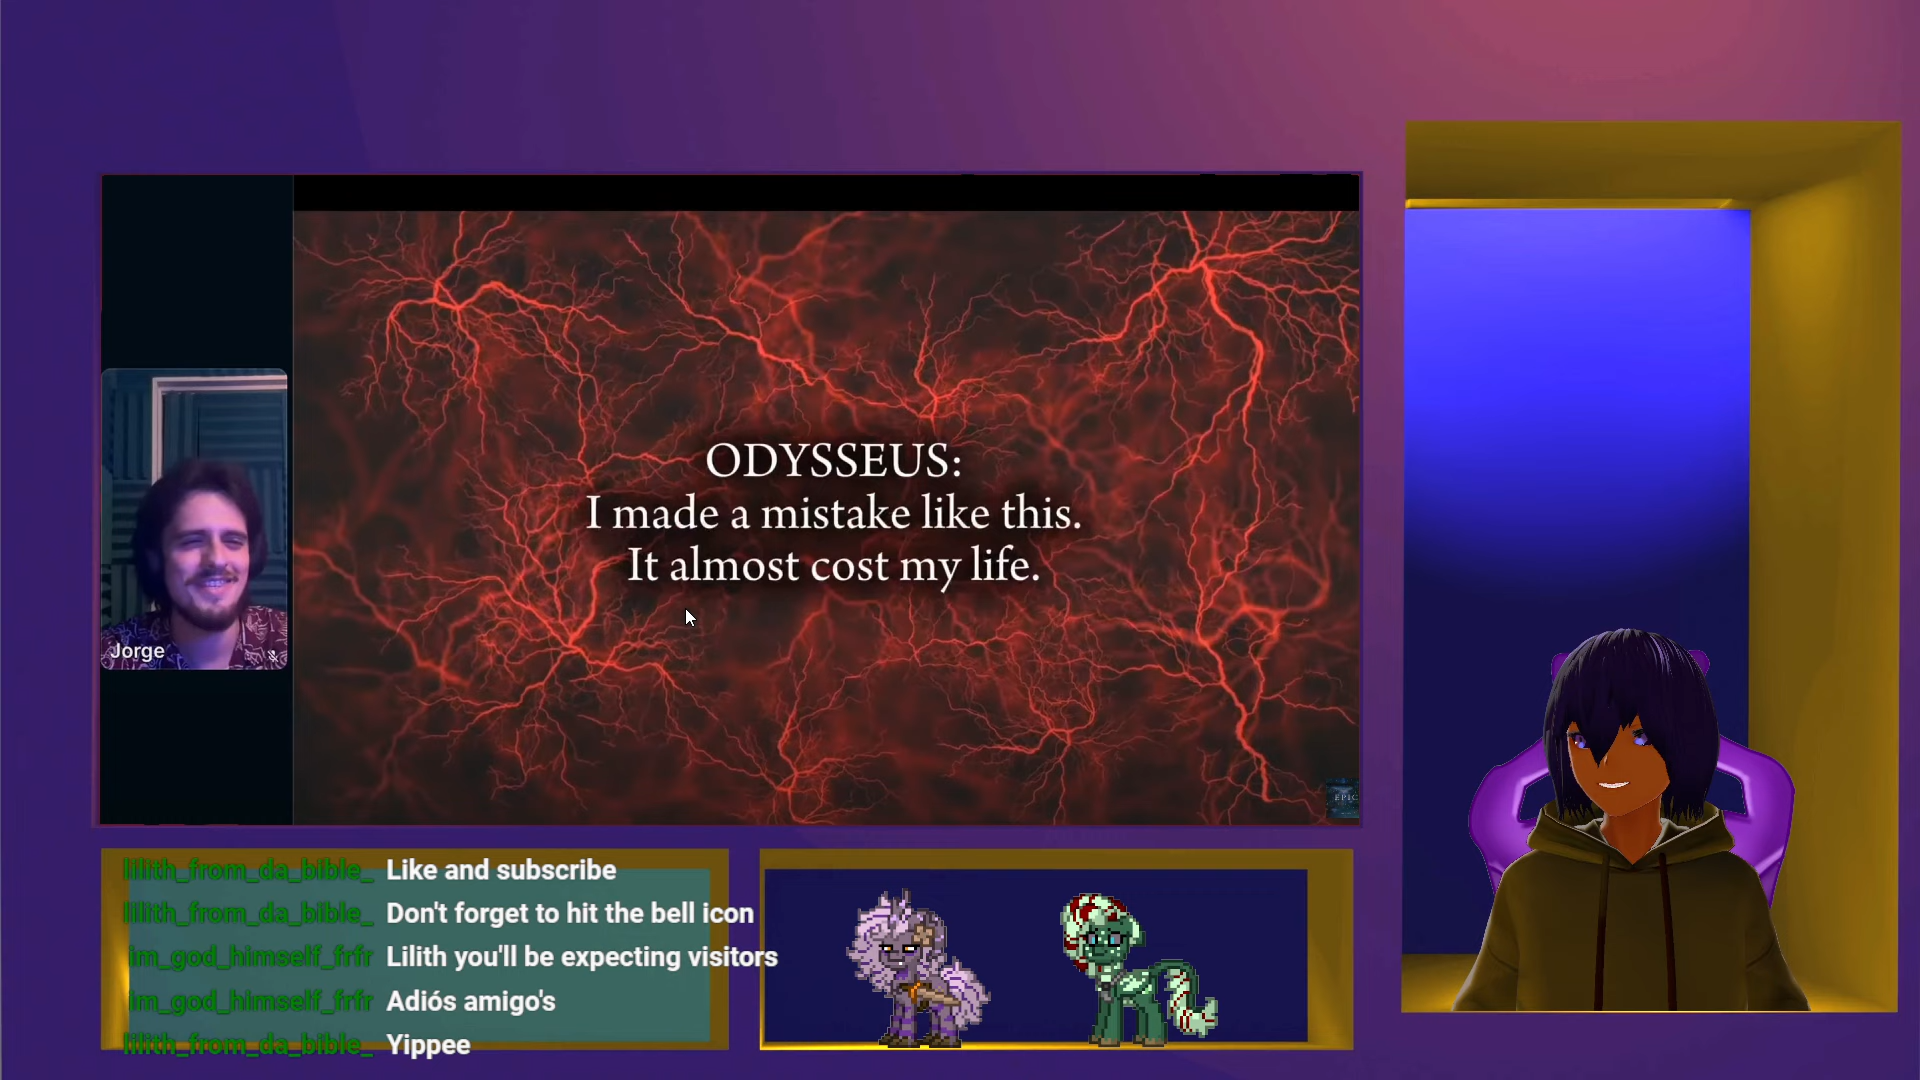 ODYSSEUS:
I made a mistake like this.
It almost cost my life.
Jorge
EPIC
lilith_from_da_bible_ Like and subscribe
lilith_from_da_bible_ Don't forget to hit the bell icon
im_god_himself_frfr Lilith you'll be expecting visitors
im_god_himself_frfr Adiós amigo's
lilith_from_da_bible_ Yippee